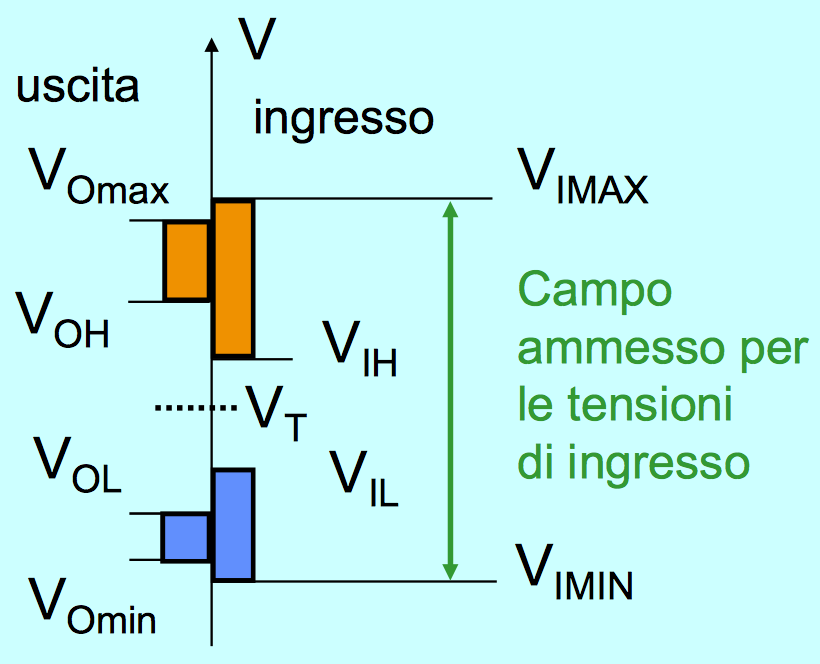 V
uscita
ingresso
VOmax
VIMAX
Campo
VOH
VIH
ammesso per
le tensioni
VT
VOL
VIL
di ingresso
VIMIN
VOmin